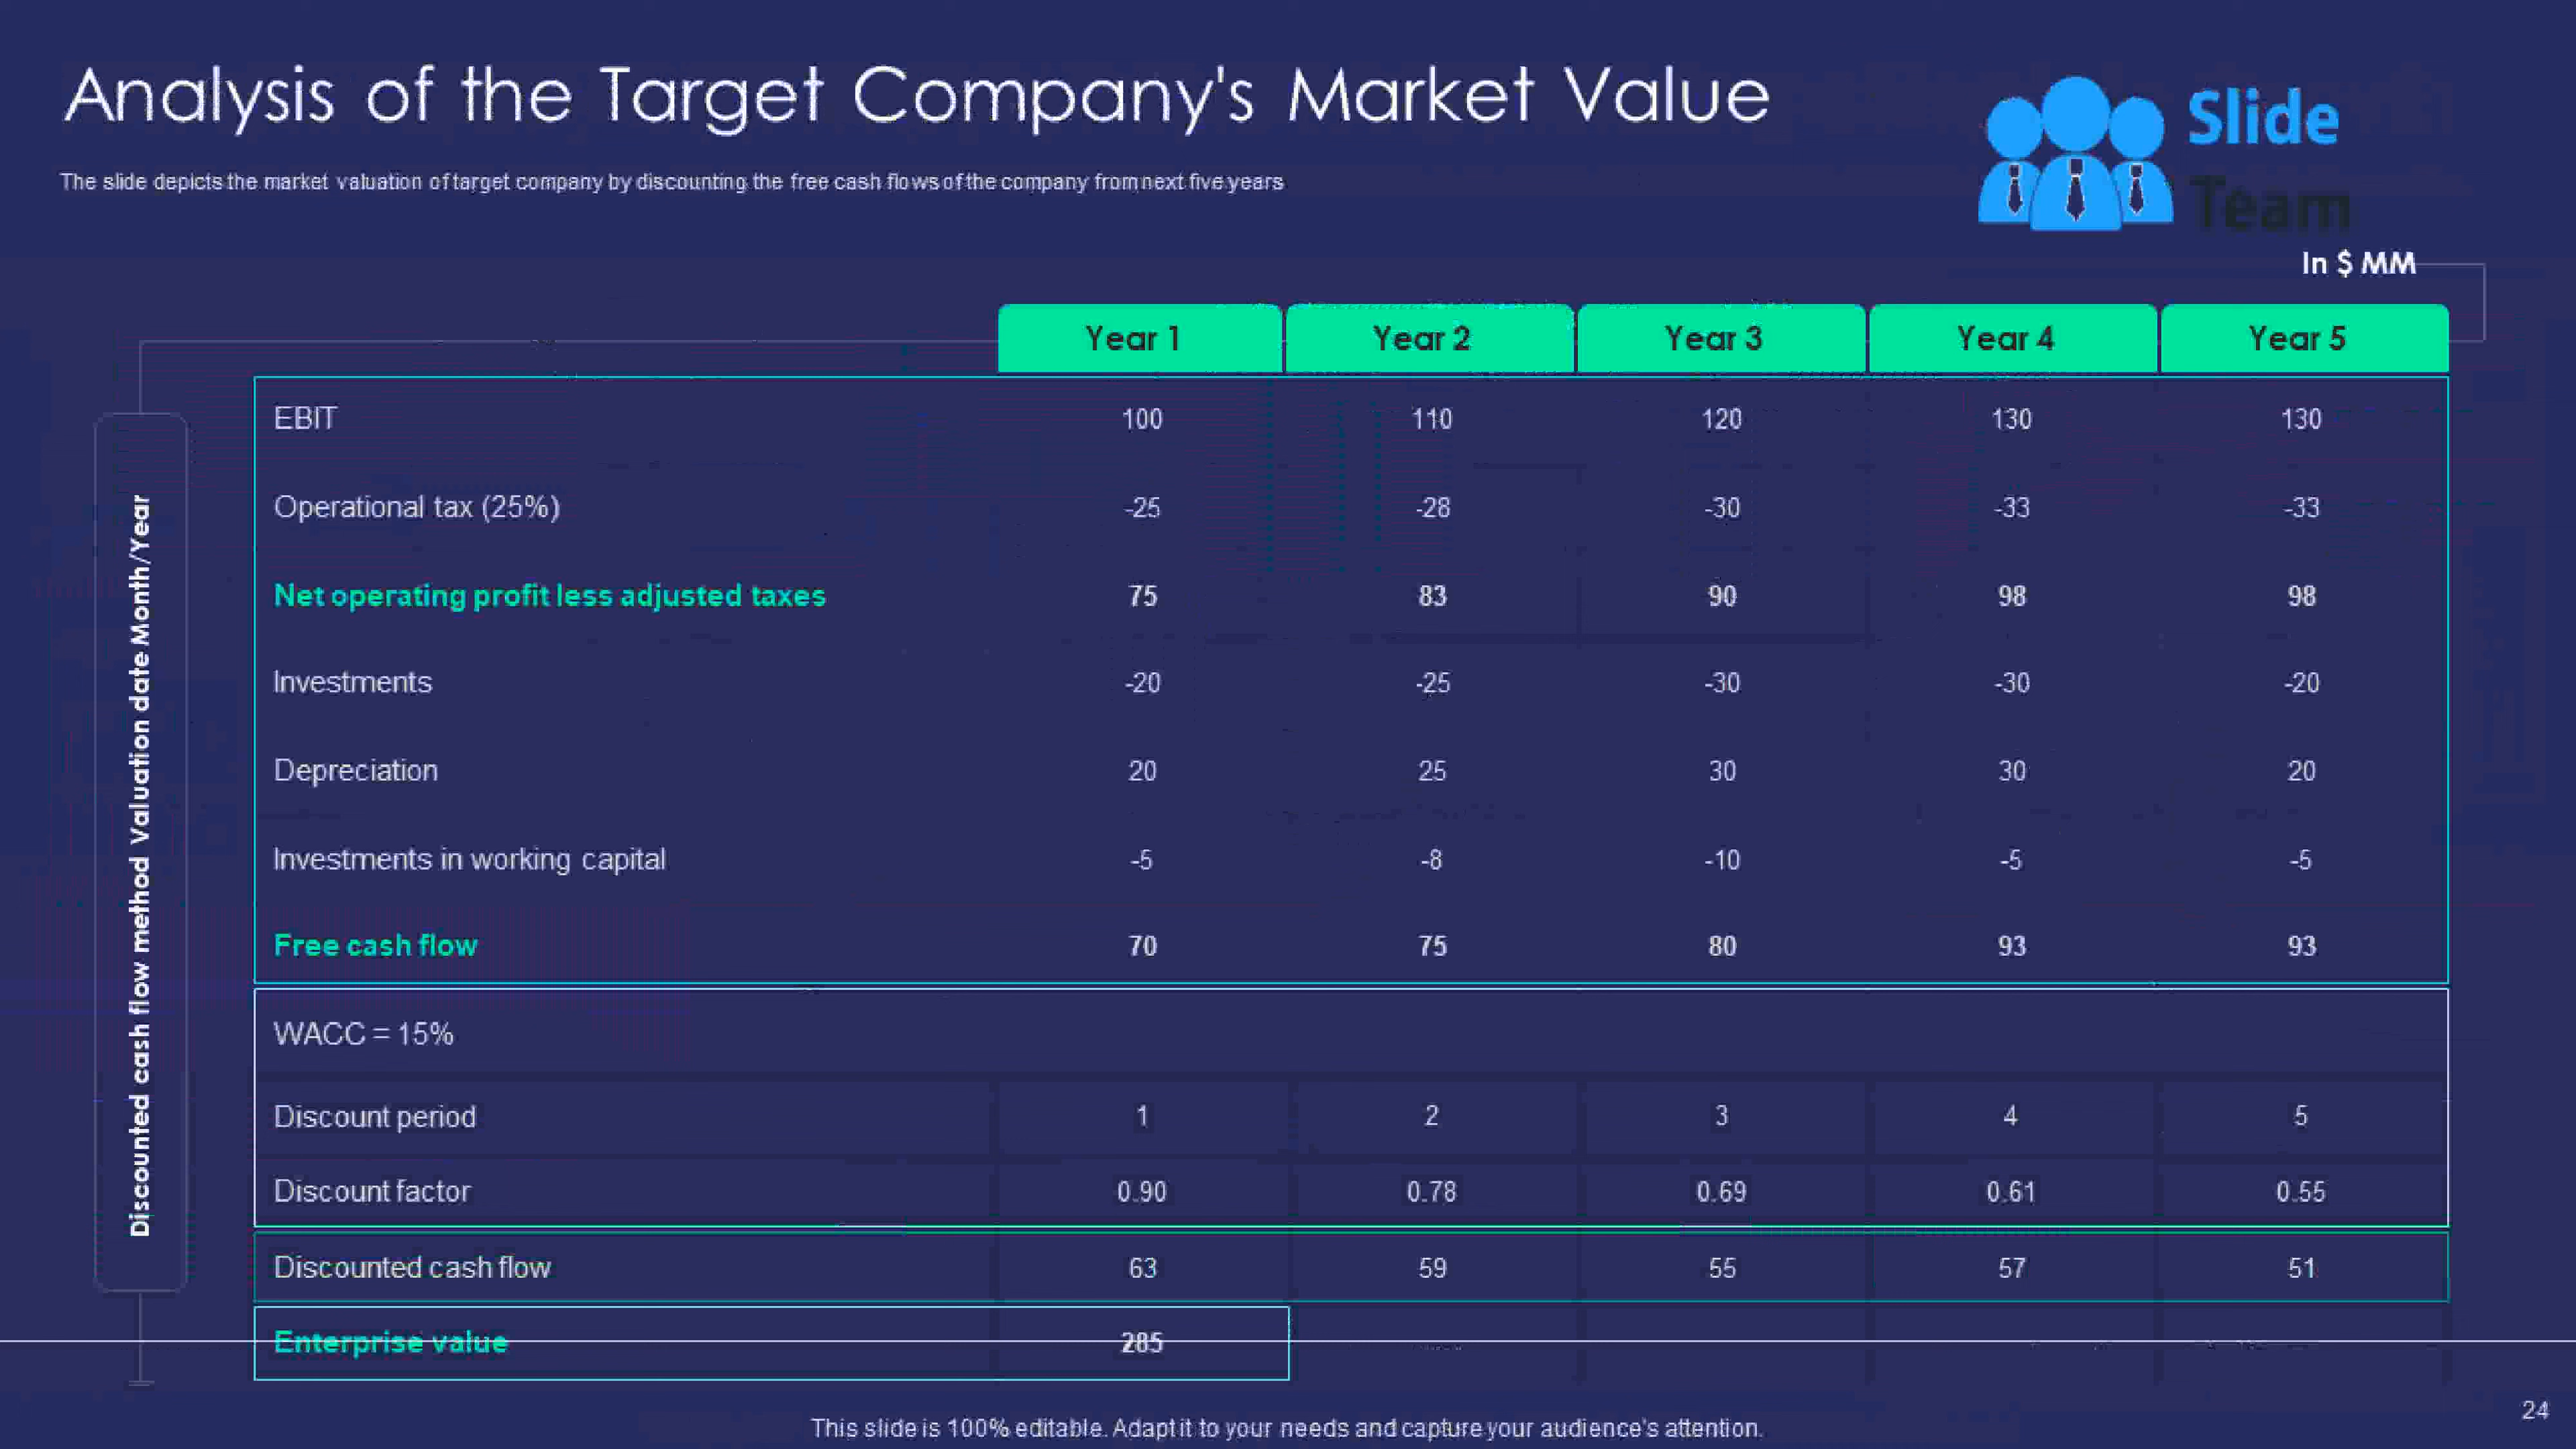 Analysis of the Target Company's Market Value
Slide
Team
The slide depicts the market valuation of target company by discounting the free cash flows of the company from next five years
In $ MM
Year 1 Year 2 Year 3 Year 4 Year 5
Discounted cash flow method Valuation date Month/Year
EBIT 100 110 120 130 130
Operational tax (25%) -25 -28 -30 -33 -33
Net operating profit less adjusted taxes 75 83 90 98 98
Investments -20 -25 -30 -30 -20
Depreciation 20 25 30 30 20
Investments in working capital -5 -8 -10 -5 -5
Free cash flow 70 75 80 93 93
WACC = 15%
Discount period 1 2 3 4 5
Discount factor 0.90 0.78 0.69 0.61 0.55
Discounted cash flow 63 59 55 57 51
Enterprise value 285
24
This slide is 100% editable. Adapt it to your needs and capture your audience's attention.